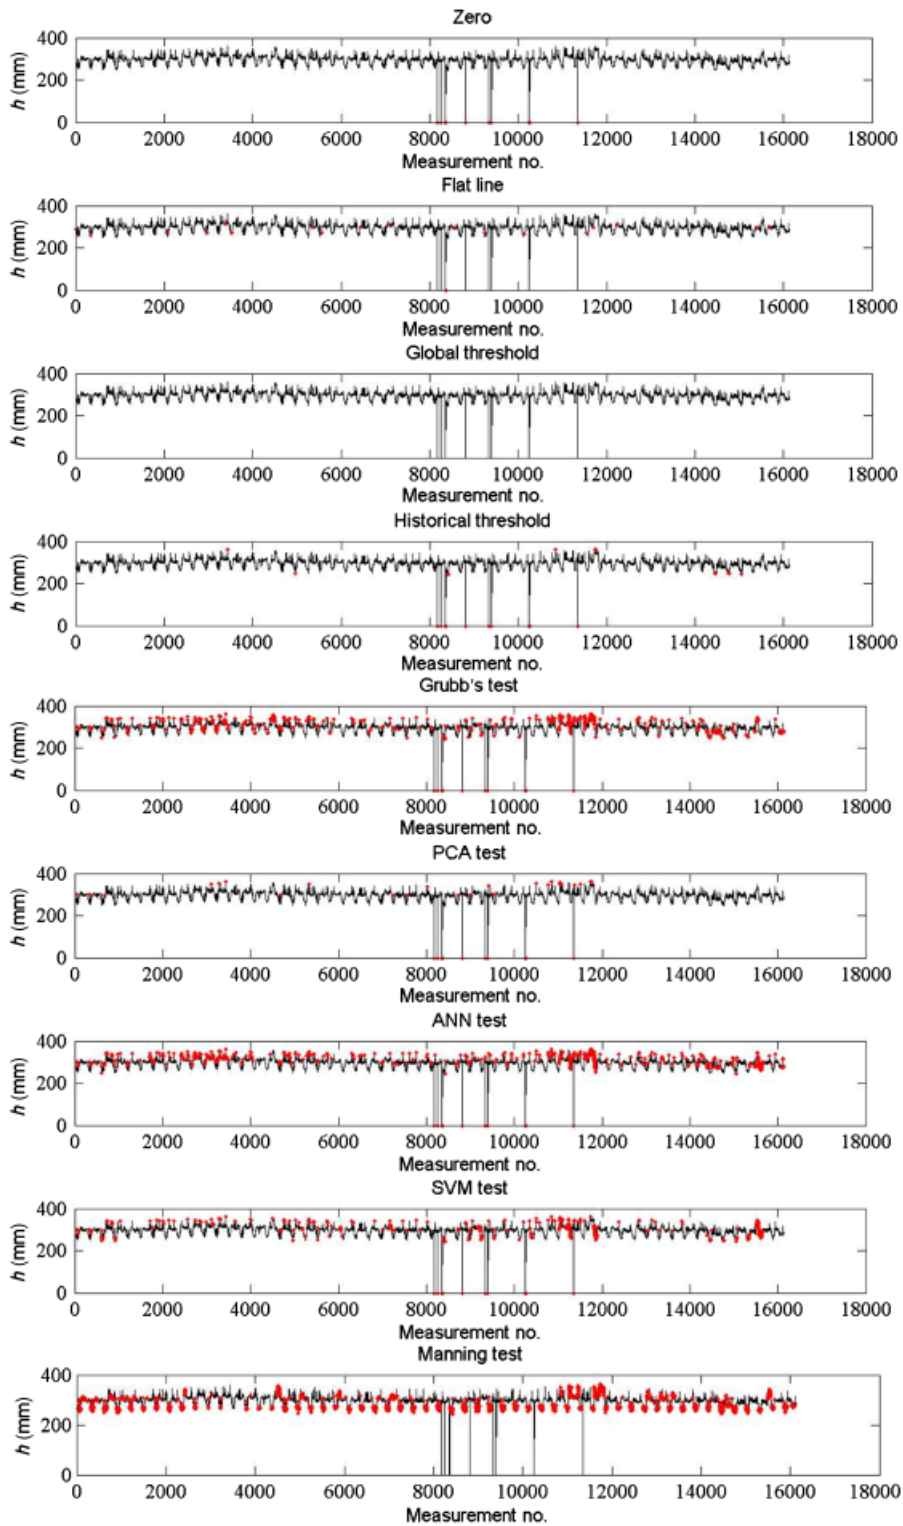 Zero
400
200
0
h (mm)
0 2000 4000 6000 8000 10000 12000 14000 16000 18000
Measurement no.
Flat line
400
200
0
h (mm)
0 2000 4000 6000 8000 10000 12000 14000 16000 18000
Measurement no.
Global threshold
400
200
0
h (mm)
0 2000 4000 6000 8000 10000 12000 14000 16000 18000
Measurement no.
Historical threshold
400
200
0
h (mm)
0 2000 4000 6000 8000 10000 12000 14000 16000 18000
Measurement no.
Grubb's test
400
200
0
h (mm)
0 2000 4000 6000 8000 10000 12000 14000 16000 18000
Measurement no.
PCA test
400
200
0
h (mm)
0 2000 4000 6000 8000 10000 12000 14000 16000 18000
Measurement no.
ANN test
400
200
0
h (mm)
0 2000 4000 6000 8000 10000 12000 14000 16000 18000
Measurement no.
SVM test
400
200
0
h (mm)
0 2000 4000 6000 8000 10000 12000 14000 16000 18000
Measurement no.
Manning test
400
200
0
h (mm)
0 2000 4000 6000 8000 10000 12000 14000 16000 18000
Measurement no.